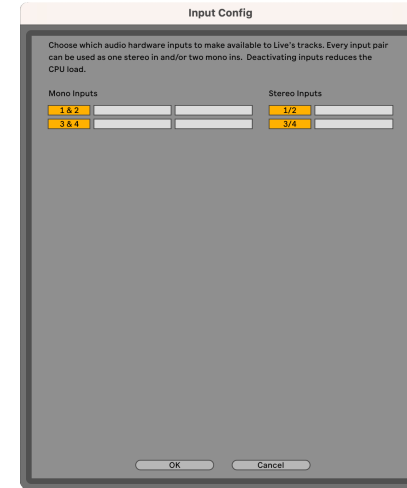 Input Config
Choose which audio hardware inputs to make available to Live's tracks. Every input pair
can be used as one stereo in and/or two mono ins. Deactivating inputs reduces the
CPU load.
Mono Inputs Stereo Inputs
1 & 2 1/2
3 & 4 3/4
OK Cancel